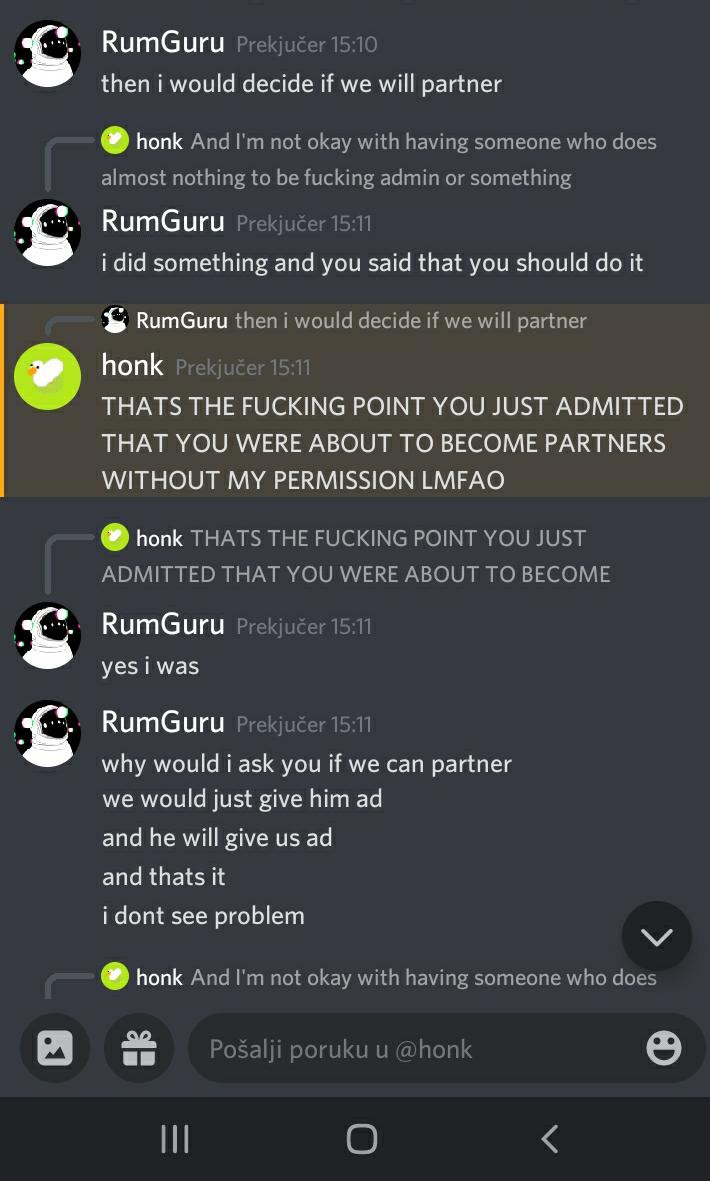 RumGuru Prekjučer 15:10
then i would decide if we will partner
honk And I'm not okay with having someone who does
almost nothing to be fucking admin or something
RumGuru Prekjučer 15:11
i did something and you said that you should do it
RumGuru then i would decide if we will partner
honk Prekjučer 15:11
THATS THE FUCKING POINT YOU JUST ADMITTED
THAT YOU WERE ABOUT TO BECOME PARTNERS
WITHOUT MY PERMISSION LMFAO
honk THATS THE FUCKING POINT YOU JUST
ADMITTED THAT YOU WERE ABOUT TO BECOME
RumGuru Prekjučer 15:11
yes i was
RumGuru Prekjučer 15:11
why would i ask you if we can partner
we would just give him ad
and he will give us ad
and thats it
i dont see problem
honk And I'm not okay with having someone who does
Pošalji poruku u @honk